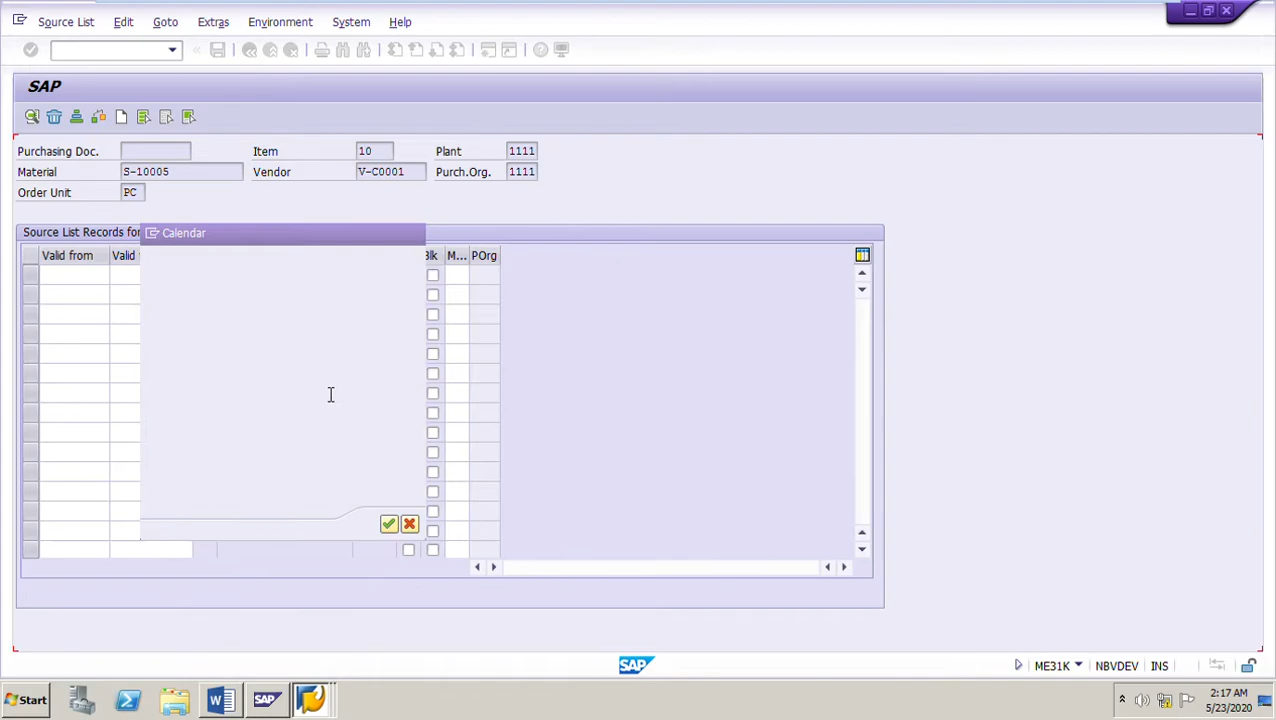 Source List Edit Goto Extras Environment System Help
SAP
Purchasing Doc. Item 10 Plant 1111
Material S-10005 Vendor V-C0001 Purch.Org. 1111
Order Unit PC
Source List Records for
Calendar
Valid from Valid Blk M... POrg
SAP
ME31K NBVDEV INS
Start
SAP
2:17 AM
5/23/2020